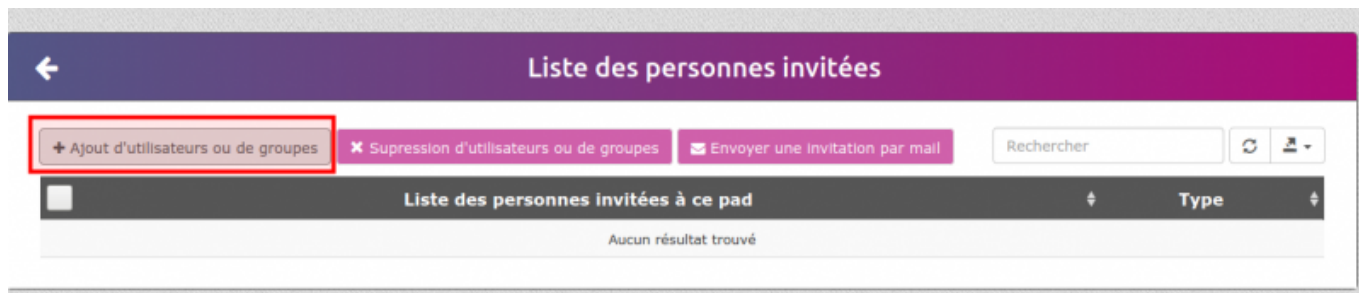 Liste des personnes invitées
Ajout d'utilisateurs ou de groupes Supression d'utilisateurs ou de groupes Envoyer une invitation par mail Rechercher
Liste des personnes invitées à ce pad Type
Aucun résultat trouvé